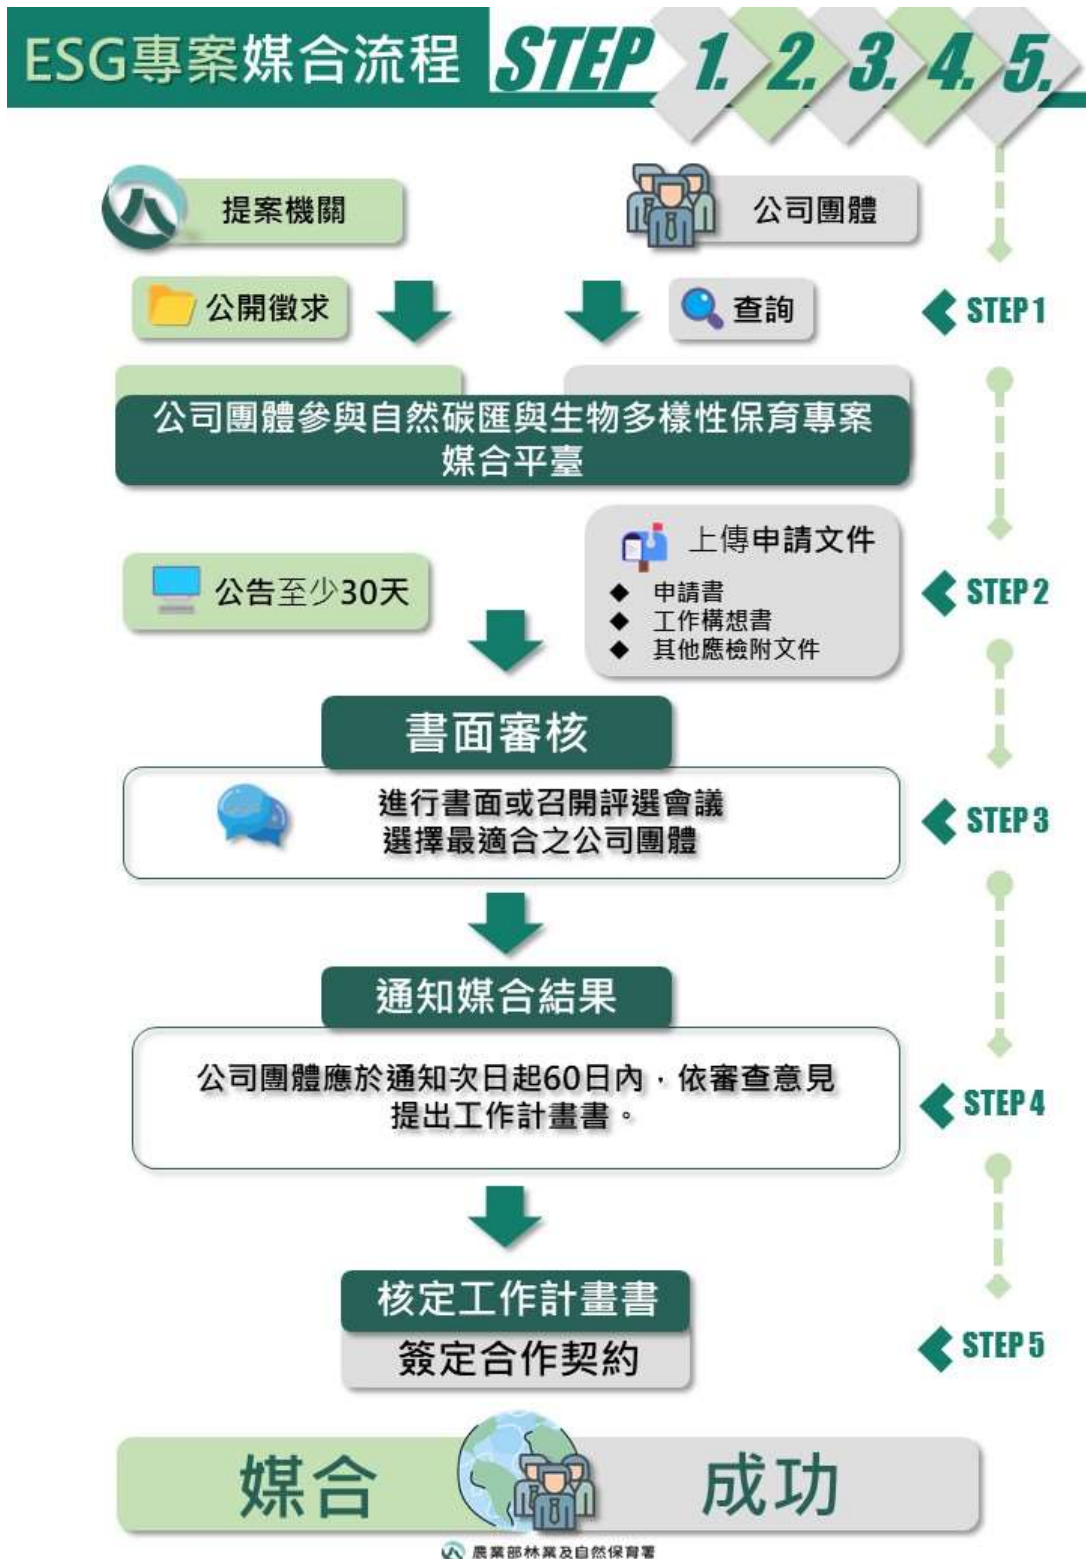 ESG專案媒合流程 STEP 1. 2. 3. 4. 5.
提案機關
公司團體
公開徵求
查詢
STEP 1
公司團體參與自然碳匯與生物多樣性保育專案
媒合平臺
公告至少30天
上傳申請文件
◆ 申請書
◆ 工作構想書
◆ 其他應檢附文件
STEP 2
書面審核
進行書面或召開評選會議
選擇最適合之公司團體
STEP 3
通知媒合結果
公司團體應於通知次日起60日內，依審查意見
提出工作計畫書。
STEP 4
核定工作計畫書
簽定合作契約
STEP 5
媒合 成功
農業部林業及自然保育署